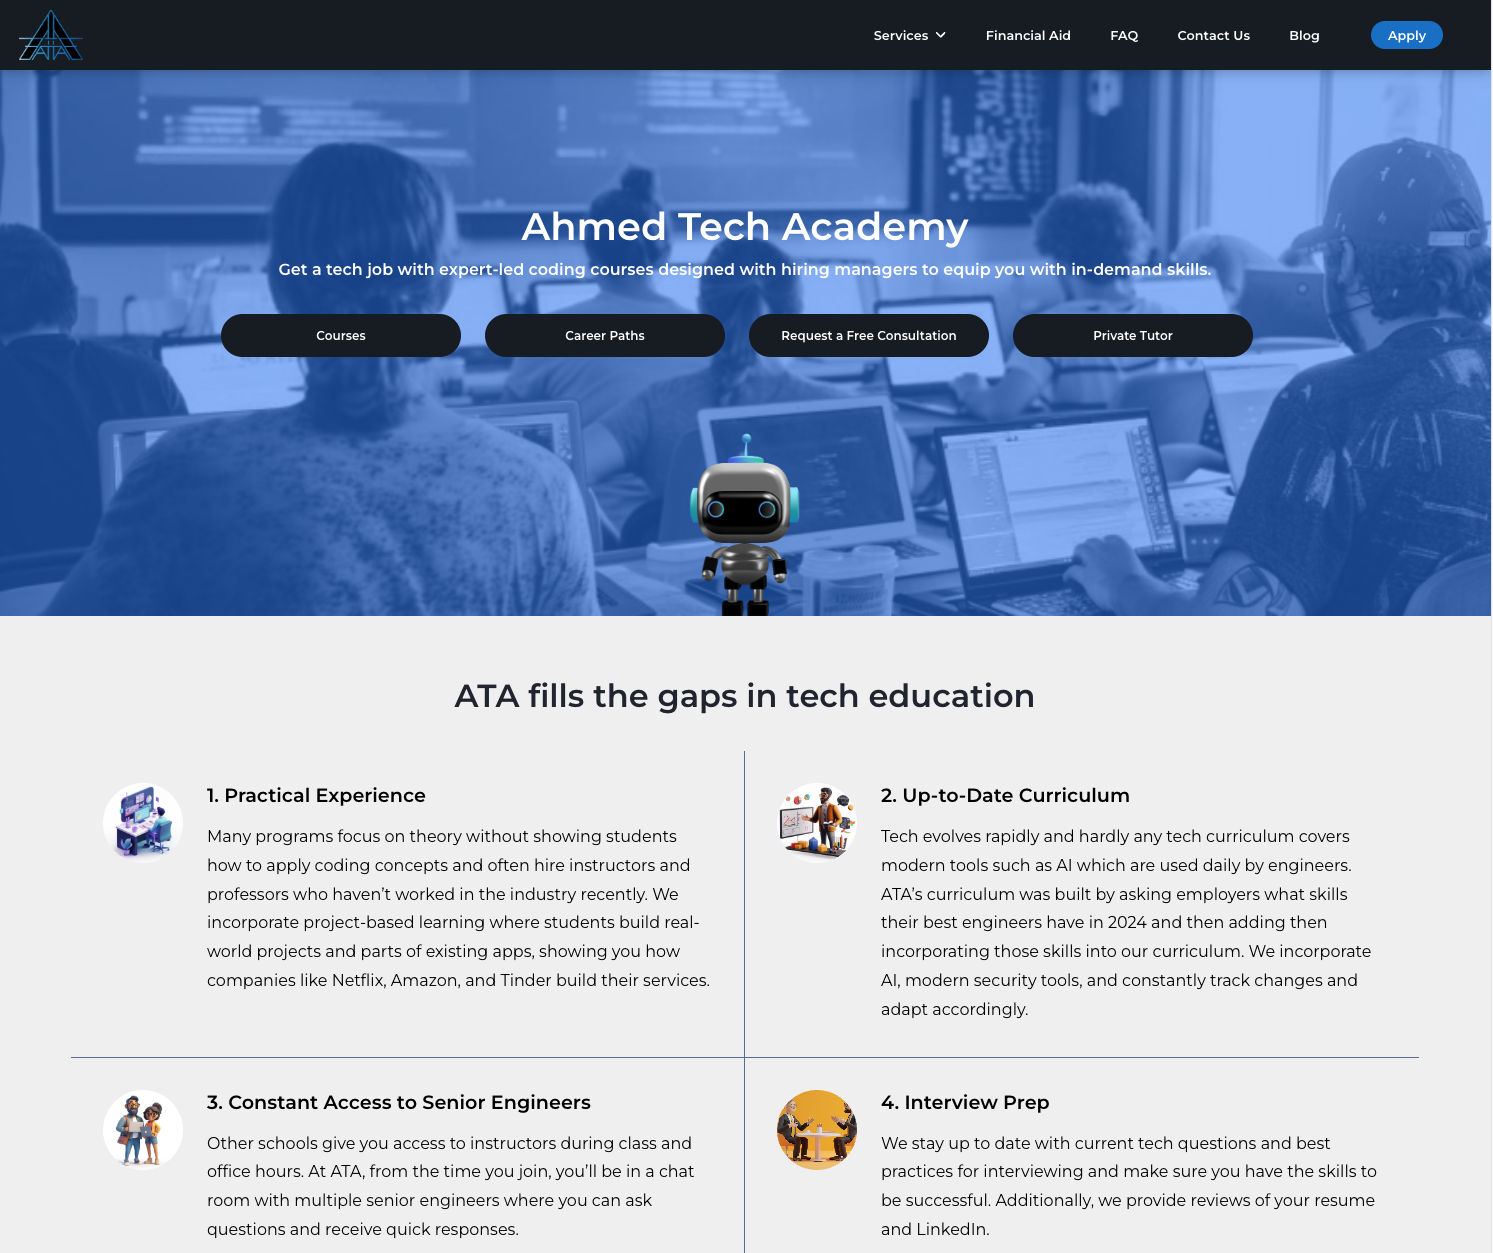 ATA
Services
Financial Aid
FAQ
Contact Us
Blog
Apply
Ahmed Tech Academy
Get a tech job with expert-led coding courses designed with hiring managers to equip you with in-demand skills.
Courses
Career Paths
Request a Free Consultation
Private Tutor
ATA fills the gaps in tech education
1. Practical Experience
Many programs focus on theory without showing students
how to apply coding concepts and often hire instructors and
professors who haven’t worked in the industry recently. We
incorporate project-based learning where students build real-
world projects and parts of existing apps, showing you how
companies like Netflix, Amazon, and Tinder build their services.
2. Up-to-Date Curriculum
Tech evolves rapidly and hardly any tech curriculum covers
modern tools such as AI which are used daily by engineers.
ATA’s curriculum was built by asking employers what skills
their best engineers have in 2024 and then adding then
incorporating those skills into our curriculum. We incorporate
AI, modern security tools, and constantly track changes and
adapt accordingly.
3. Constant Access to Senior Engineers
Other schools give you access to instructors during class and
office hours. At ATA, from the time you join, you’ll be in a chat
room with multiple senior engineers where you can ask
questions and receive quick responses.
4. Interview Prep
We stay up to date with current tech questions and best
practices for interviewing and make sure you have the skills to
be successful. Additionally, we provide reviews of your resume
and LinkedIn.